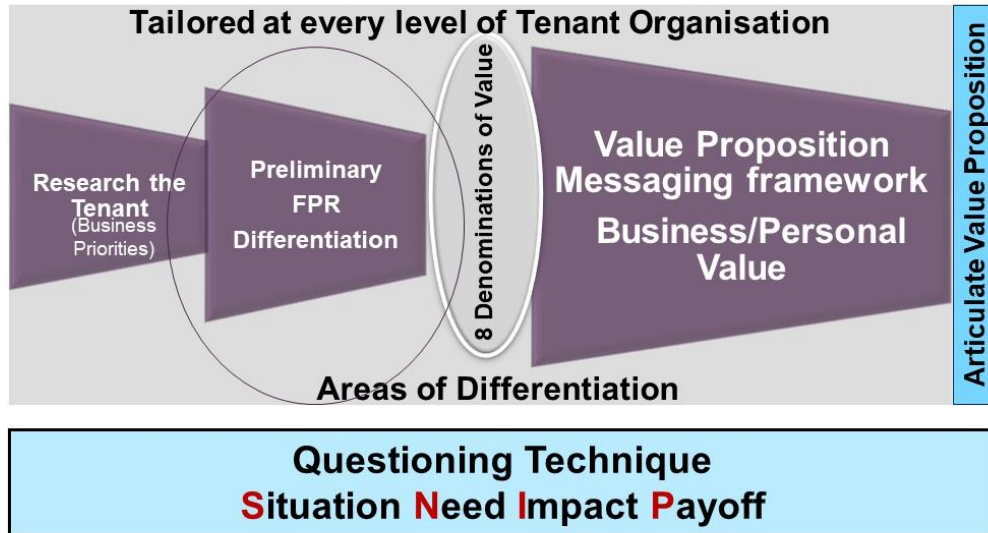 Tailored at every level of Tenant Organisation
Research the
Tenant
(Business
Priorities)
Preliminary
FPR
Differentiation
8 Denominations of Value
Value Proposition
Messaging framework
Business/Personal
Value
Articulate Value Proposition
Areas of Differentiation
Questioning Technique
Situation Need Impact Payoff